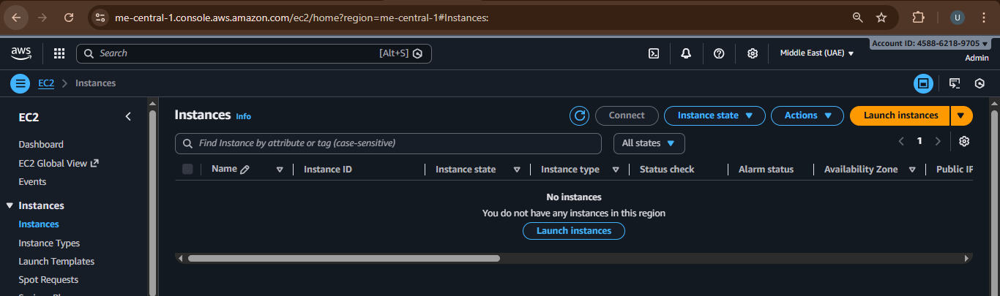 me-central-1.console.aws.amazon.com/ec2/home?region=me-central-1#Instances:
U
aws
Search
[Alt+S]
Middle East (UAE)
Account ID: 4588-6218-9705
Admin
EC2
Instances
EC2
Dashboard
EC2 Global View
Events
Instances
Instances
Instance Types
Launch Templates
Spot Requests
Instances Info
Connect
Instance state
Actions
Launch instances
Find Instance by attribute or tag (case-sensitive)
All states
1
Name
Instance ID
Instance state
Instance type
Status check
Alarm status
Availability Zone
Public IP
No instances
You do not have any instances in this region
Launch instances